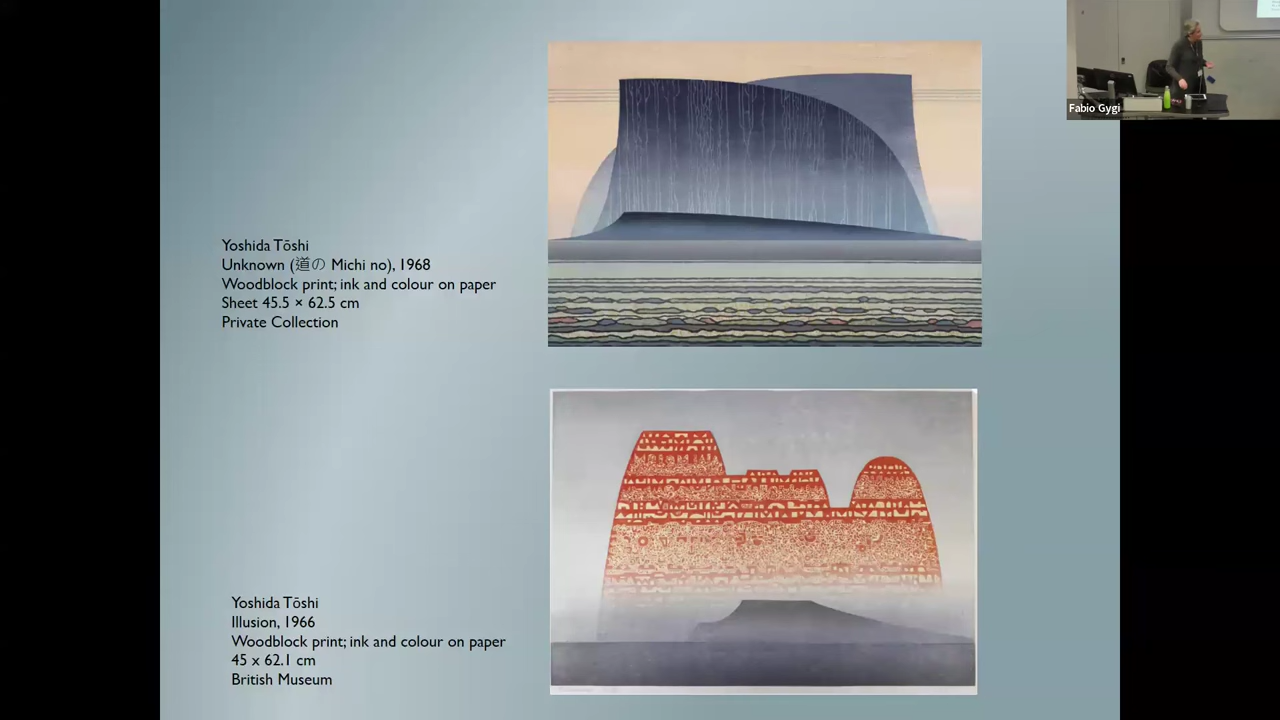 Fabio Gygi
Yoshida Tōshi
Unknown (道の Michi no), 1968
Woodblock print; ink and colour on paper
Sheet 45.5 × 62.5 cm
Private Collection
Yoshida Tōshi
Illusion, 1966
Woodblock print; ink and colour on paper
45 x 62.1 cm
British Museum